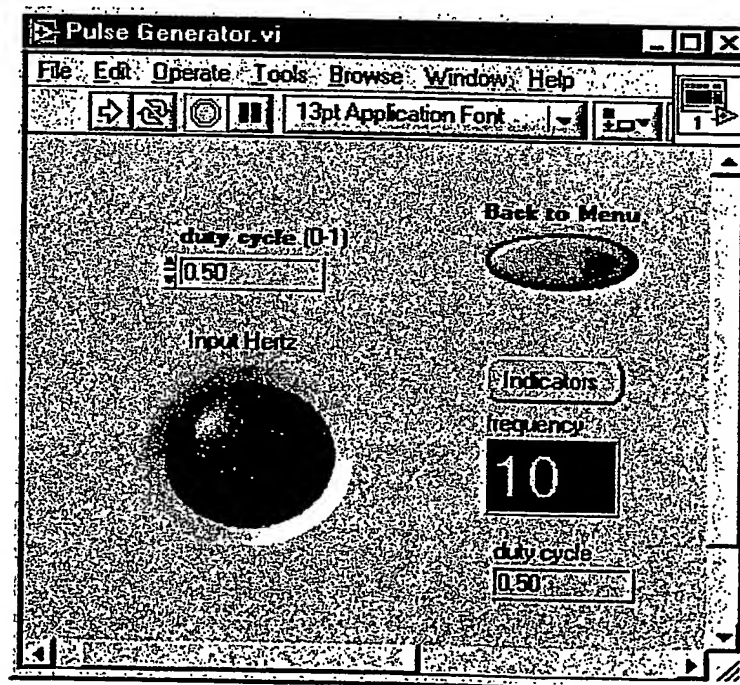 Pulse Generator.vi
File Edit Operate Tools Browse Window Help
13pt Application Font
1
Back to Menu
duty cycle (0-1)
0.50
Input Hertz
Indicators
frequency
10
duty cycle
0.50